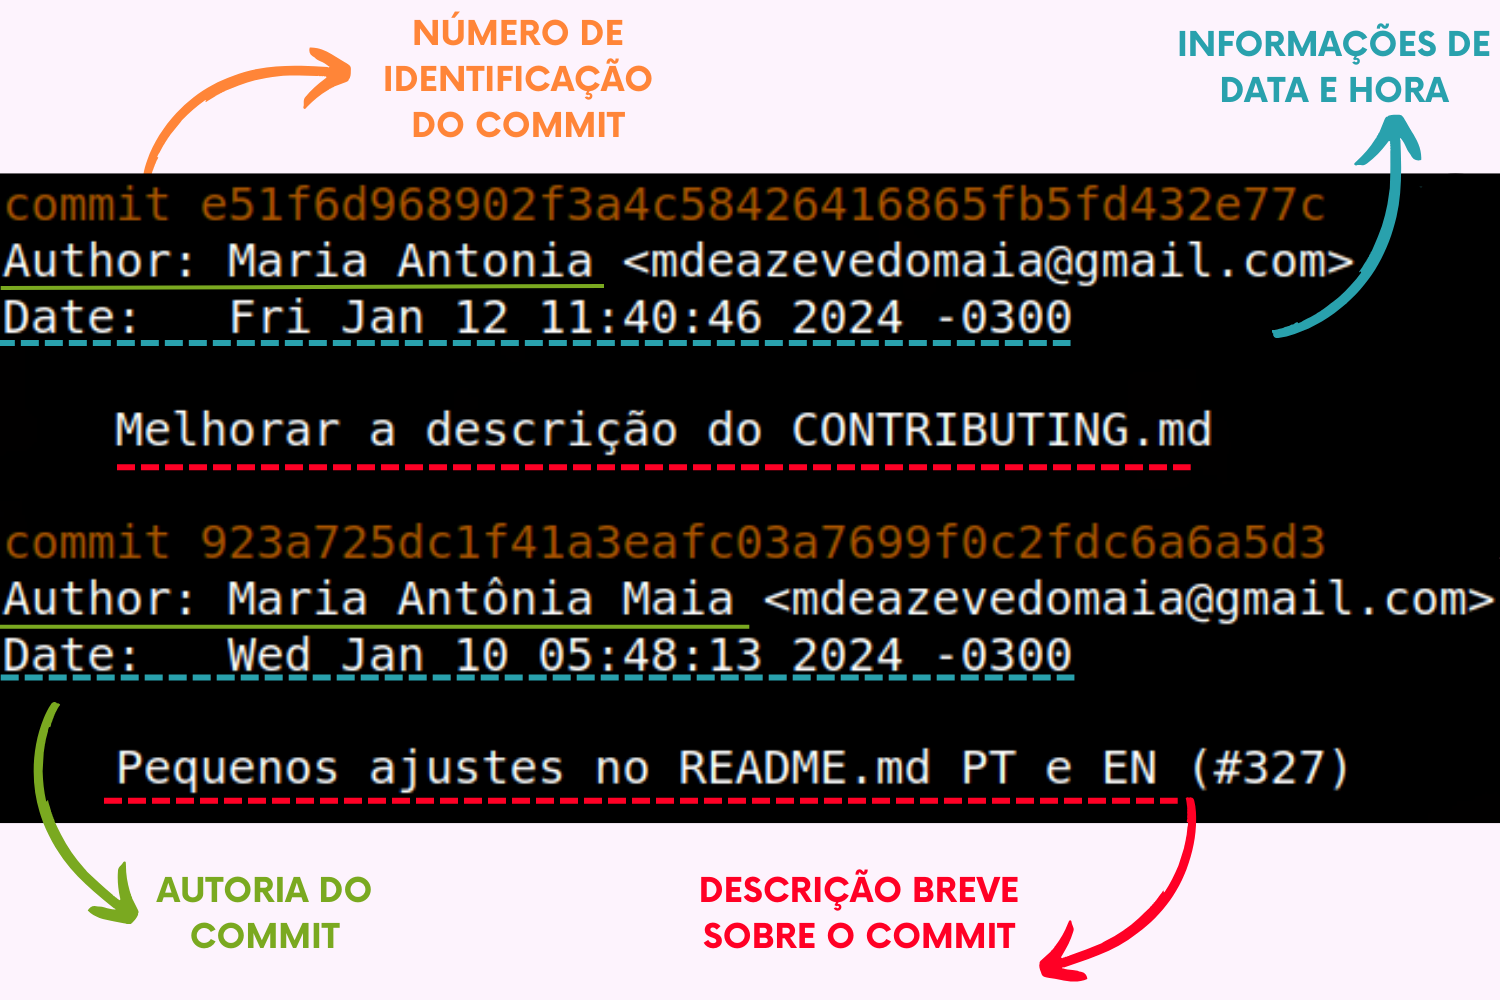 NÚMERO DE
IDENTIFICAÇÃO
DO COMMIT
INFORMAÇÕES DE
DATA E HORA
commit e51f6d968902f3a4c58426416865fb5fd432e77c
Author: Maria Antonia <mdeazevedomaia@gmail.com>
Date:   Fri Jan 12 11:40:46 2024 -0300
Melhorar a descrição do CONTRIBUTING.md
commit 923a725dc1f41a3eafc03a7699f0c2fdc6a6a5d3
Author: Maria Antônia Maia <mdeazevedomaia@gmail.com>
Date:   Wed Jan 10 05:48:13 2024 -0300
Pequenos ajustes no README.md PT e EN (#327)
AUTORIA DO
COMMIT
DESCRIÇÃO BREVE
SOBRE O COMMIT